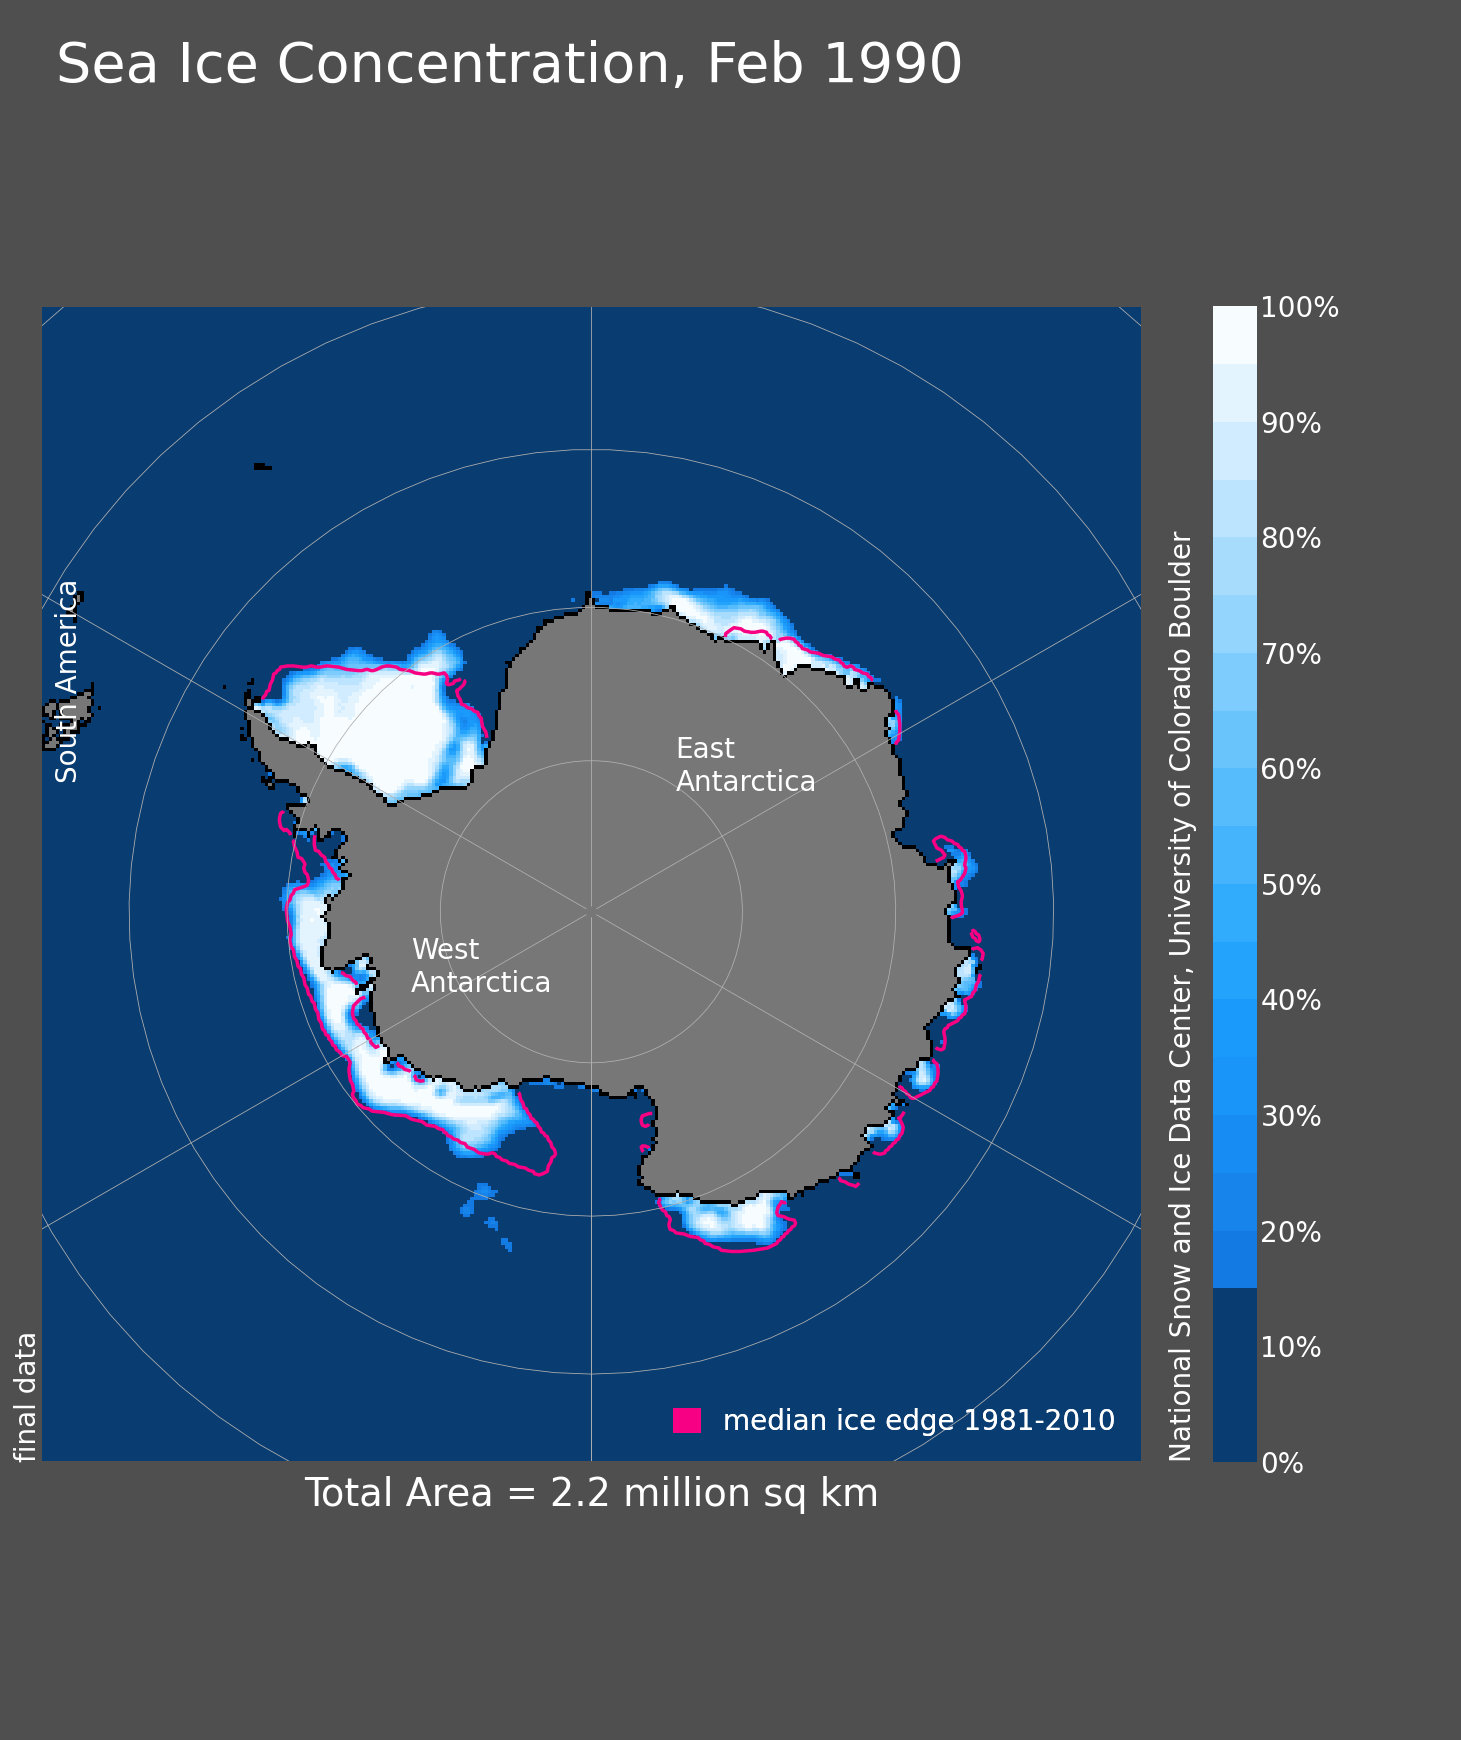 Sea Ice Concentration, Feb 1990
South America
East
Antarctica
West
Antarctica
median ice edge 1981-2010
Total Area = 2.2 million sq km
final data
National Snow and Ice Data Center, University of Colorado Boulder
100%
90%
80%
70%
60%
50%
40%
30%
20%
10%
0%